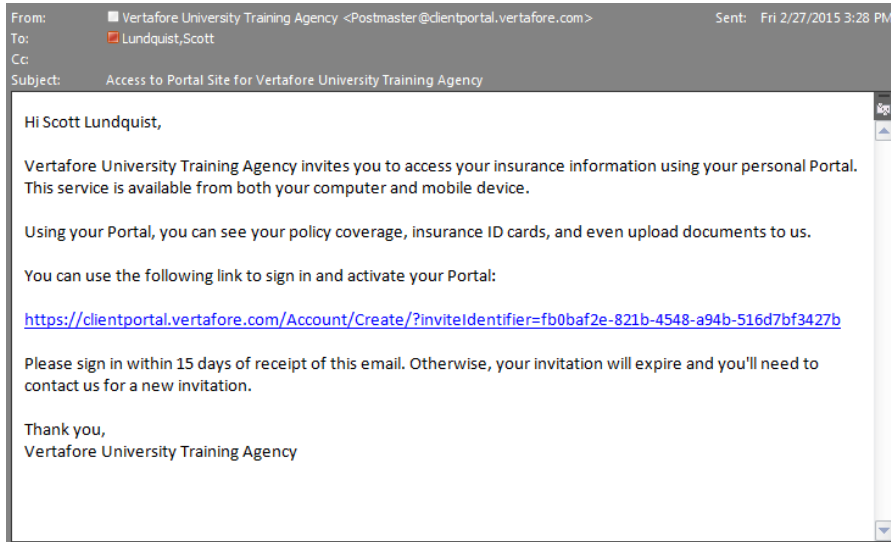 From: Vertafore University Training Agency <Postmaster@clientportal.vertafore.com> Sent: Fri 2/27/2015 3:28 PM
To: Lundquist,Scott
Cc:
Subject: Access to Portal Site for Vertafore University Training Agency
Hi Scott Lundquist,
Vertafore University Training Agency invites you to access your insurance information using your personal Portal.
This service is available from both your computer and mobile device.
Using your Portal, you can see your policy coverage, insurance ID cards, and even upload documents to us.
You can use the following link to sign in and activate your Portal:
https://clientportal.vertafore.com/Account/Create/?inviteIdentifier=fb0baf2e-821b-4548-a94b-516d7bf3427b
Please sign in within 15 days of receipt of this email. Otherwise, your invitation will expire and you'll need to
contact us for a new invitation.
Thank you,
Vertafore University Training Agency